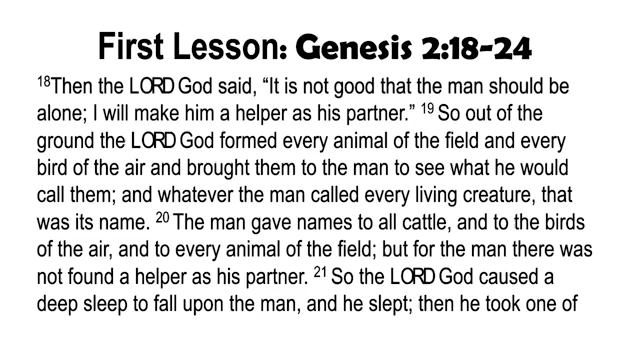 First Lesson: Genesis 2:18-24
18Then the LORD God said, “It is not good that the man should be
alone; I will make him a helper as his partner.” 19 So out of the
ground the LORD God formed every animal of the field and every
bird of the air and brought them to the man to see what he would
call them; and whatever the man called every living creature, that
was its name. 20 The man gave names to all cattle, and to the birds
of the air, and to every animal of the field; but for the man there was
not found a helper as his partner. 21 So the LORD God caused a
deep sleep to fall upon the man, and he slept; then he took one of